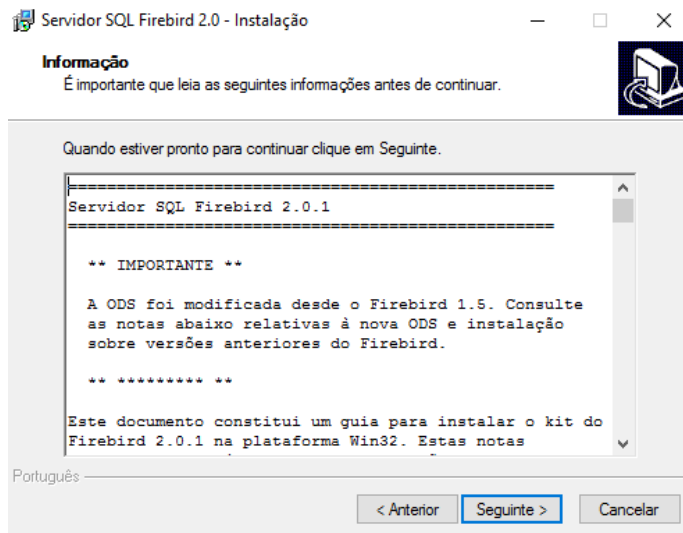 Servidor SQL Firebird 2.0 - Instalação
Informação
É importante que leia as seguintes informações antes de continuar.
Quando estiver pronto para continuar clique em Seguinte.
==================================================
Servidor SQL Firebird 2.0.1
==================================================
** IMPORTANTE **
A ODS foi modificada desde o Firebird 1.5. Consulte
as notas abaixo relativas à nova ODS e instalação
sobre versões anteriores do Firebird.
** ********* **
Este documento constitui um guia para instalar o kit do
Firebird 2.0.1 na plataforma Win32. Estas notas
Português
< Anterior
Seguinte >
Cancelar